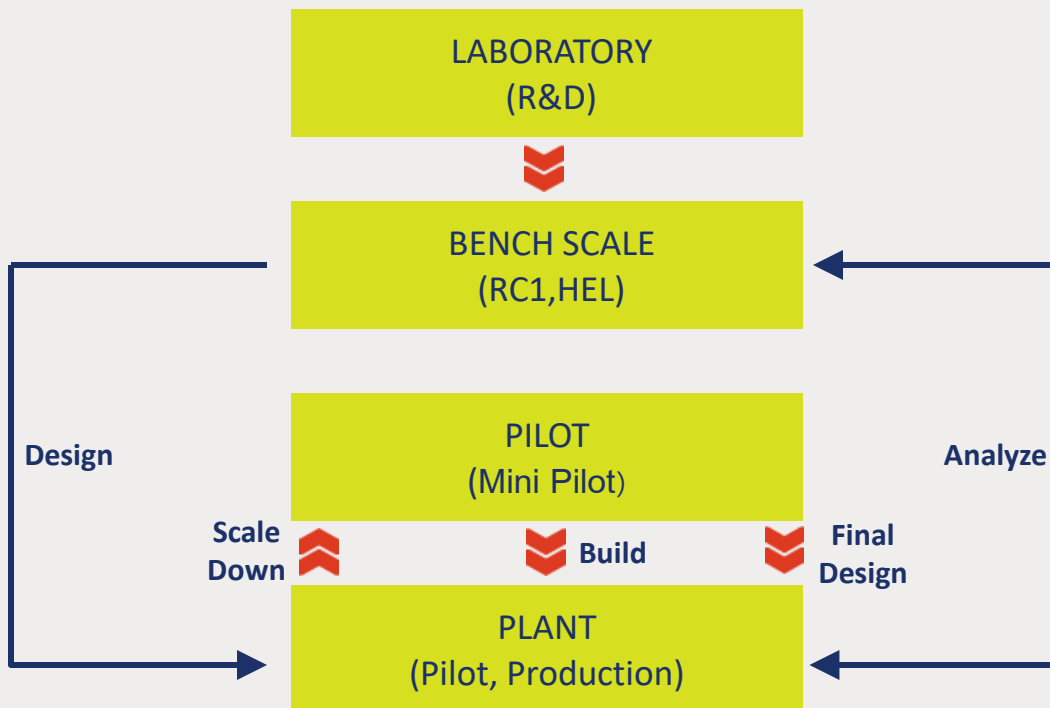 LABORATORY
(R&D)
BENCH SCALE
(RC1,HEL)
PILOT
(Mini Pilot)
Design
Analyze
Scale
Down
Build
Final
Design
PLANT
(Pilot, Production)